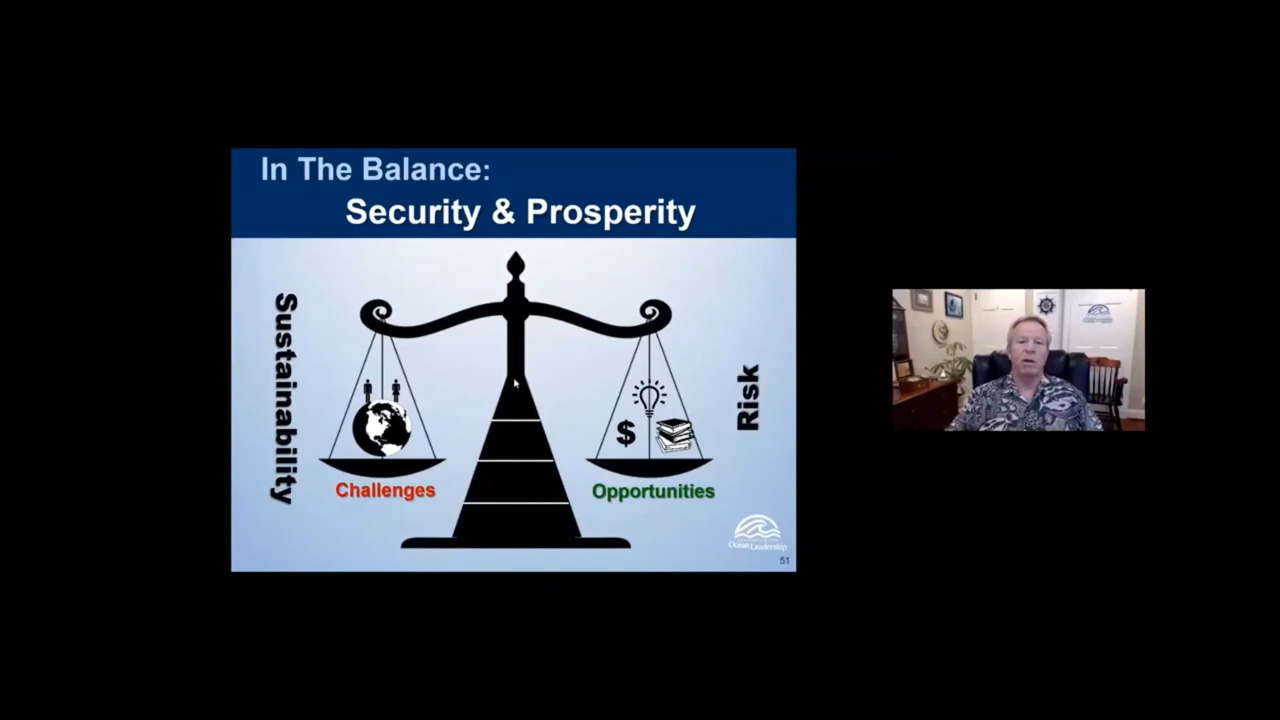 In The Balance:
Security & Prosperity
Sustainability
Risk
$
Challenges
Opportunities
Ocean Leadership
51